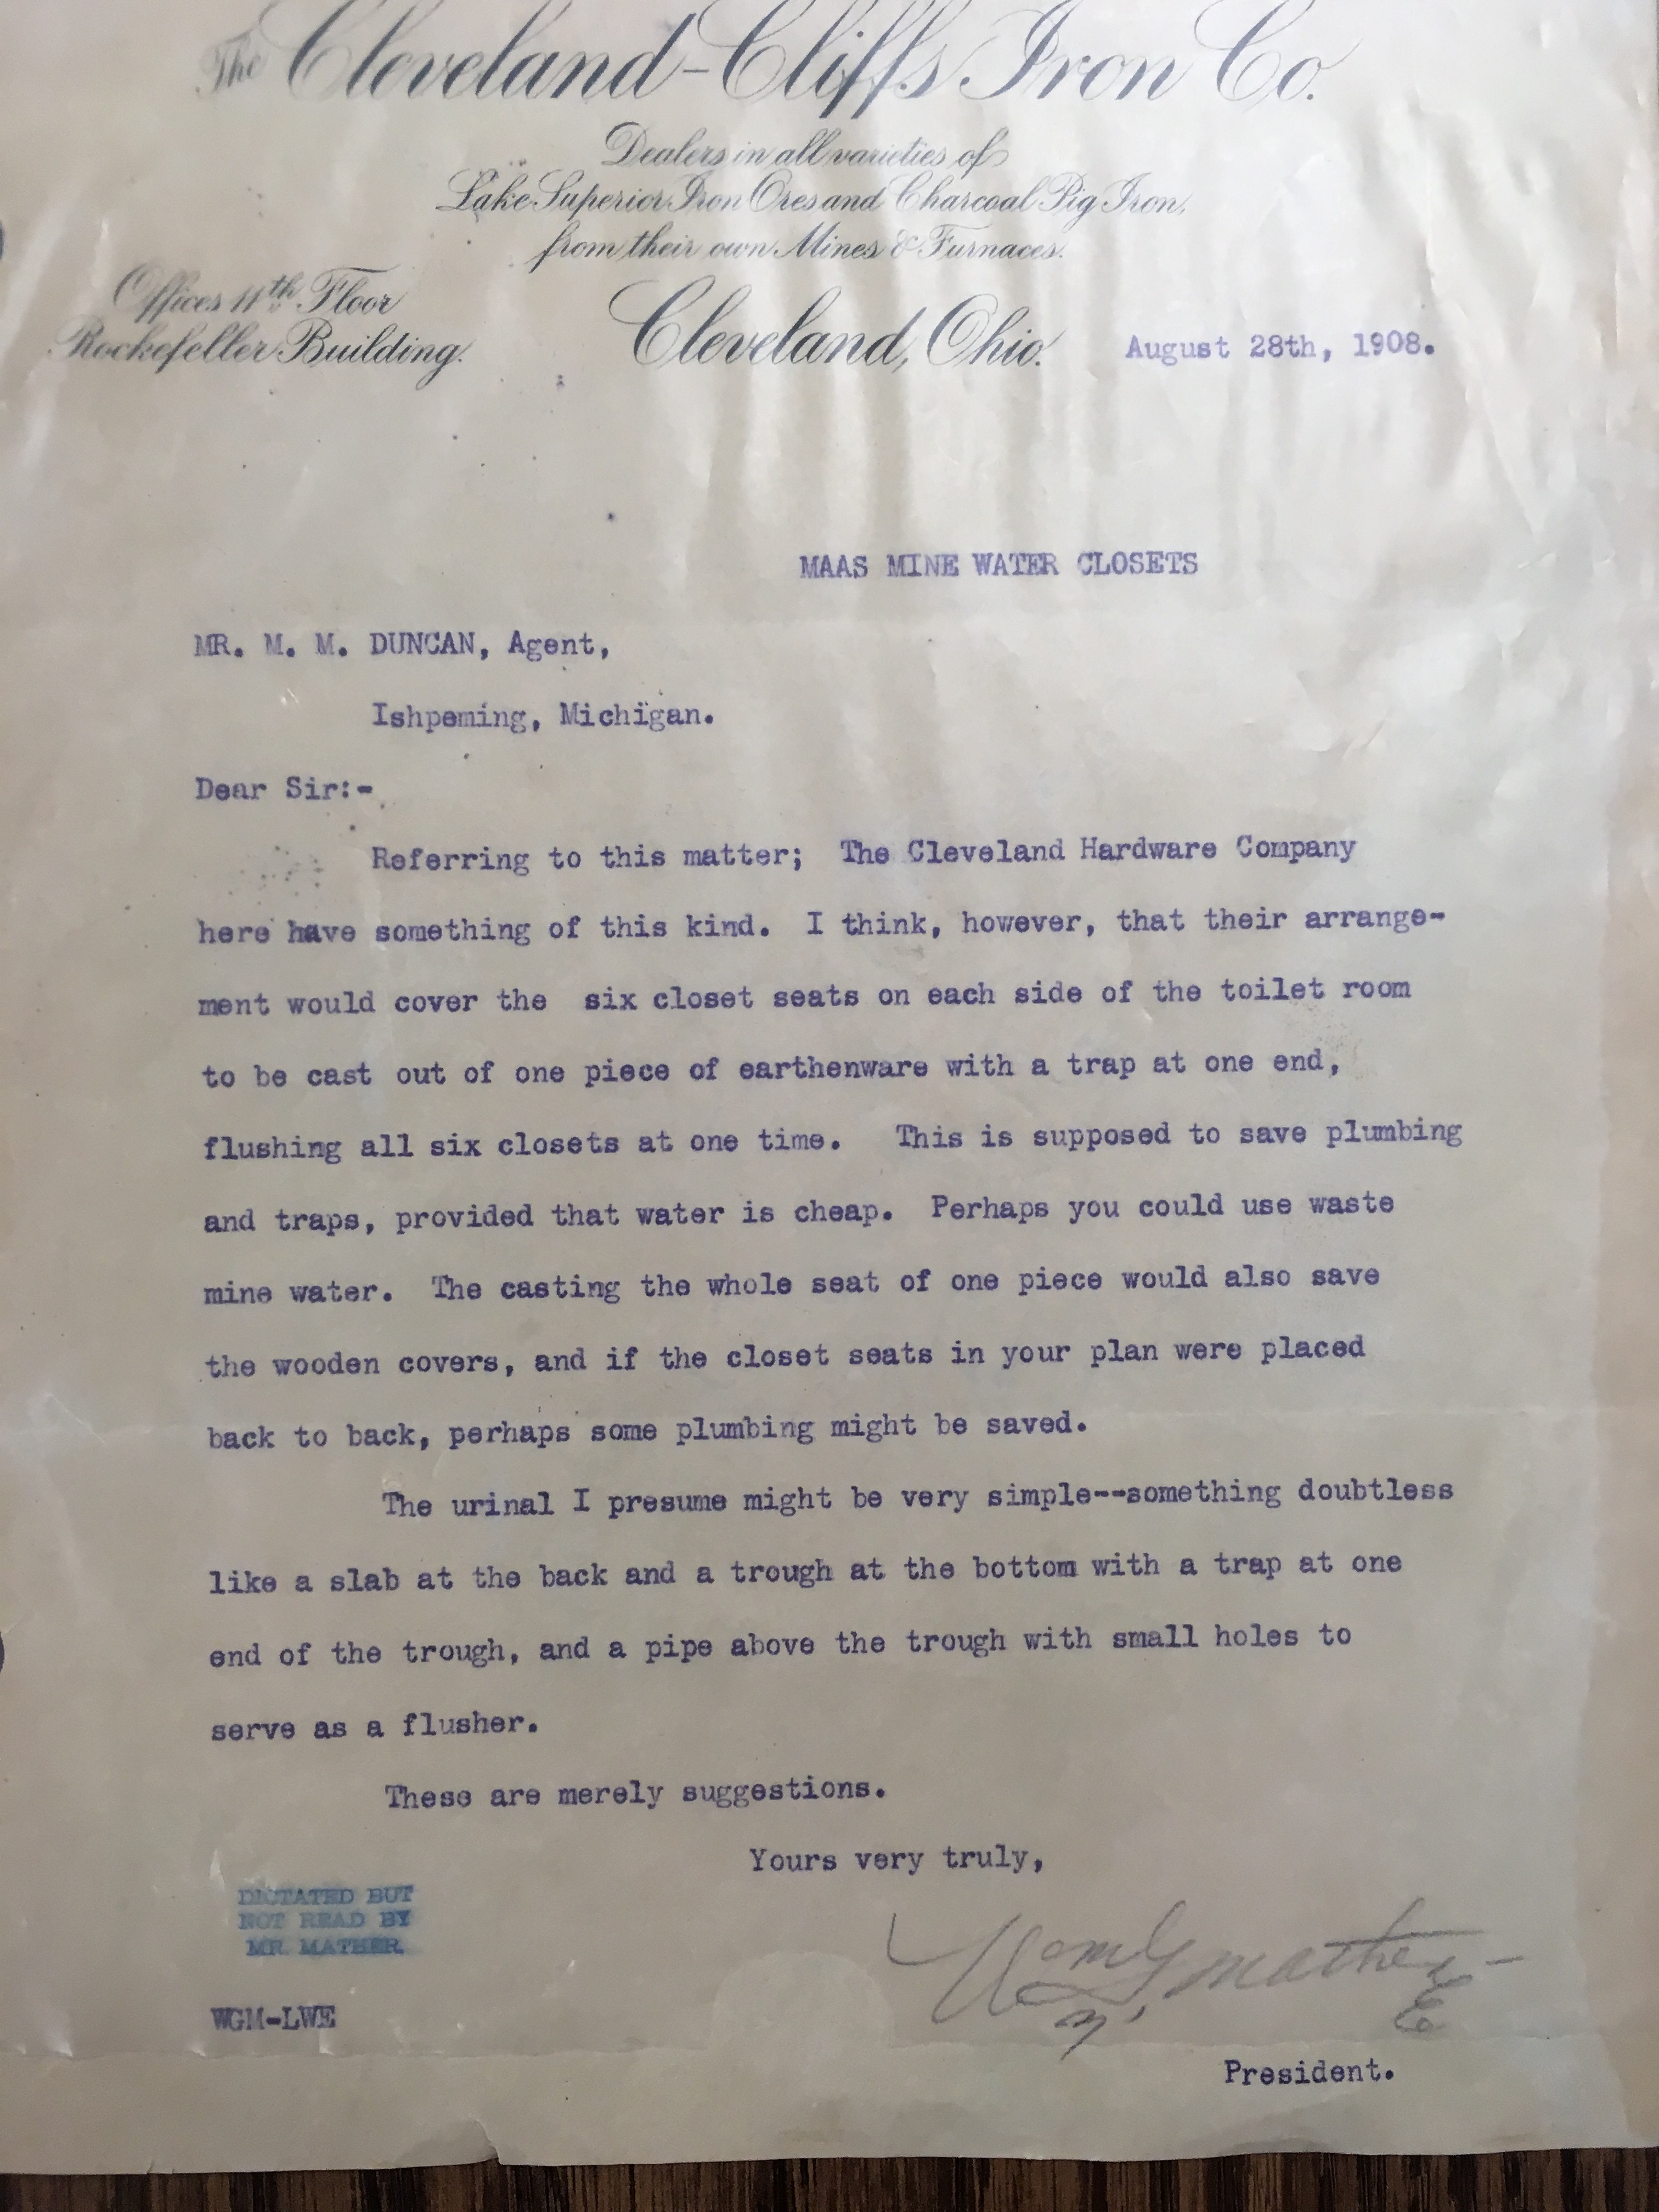 The Cleveland-Cliffs Iron Co.
Dealers in all varieties of
Lake Superior Iron Ores and Charcoal Pig Iron,
from their own Mines & Furnaces.
Offices 11th Floor
Rockefeller Building.
Cleveland, Ohio. August 28th, 1908.
MAAS MINE WATER CLOSETS
MR. M. M. DUNCAN, Agent,
Ishpeming, Michigan.
Dear Sir:-
Referring to this matter; The Cleveland Hardware Company
here have something of this kind. I think, however, that their arrange-
ment would cover the six closet seats on each side of the toilet room
to be cast out of one piece of earthenware with a trap at one end,
flushing all six closets at one time. This is supposed to save plumbing
and traps, provided that water is cheap. Perhaps you could use waste
mine water. The casting the whole seat of one piece would also save
the wooden covers, and if the closet seats in your plan were placed
back to back, perhaps some plumbing might be saved.
The urinal I presume might be very simple--something doubtless
like a slab at the back and a trough at the bottom with a trap at one
end of the trough, and a pipe above the trough with small holes to
serve as a flusher.
These are merely suggestions.
Yours very truly,
DICTATED BUT
NOT READ BY
MR. MATHER.
Wm G Mather
E
WGM-LWE
President.